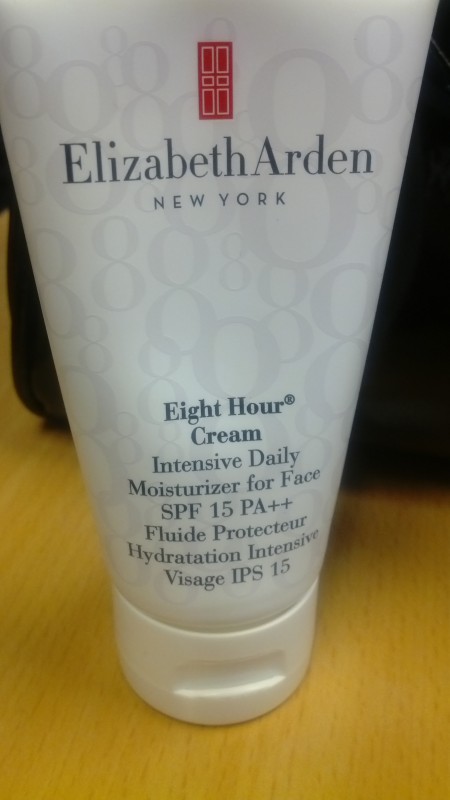 Elizabeth Arden
NEW YORK
Eight Hour®
Cream
Intensive Daily
Moisturizer for Face
SPF 15 PA++
Fluide Protecteur
Hydratation Intensive
Visage IPS 15